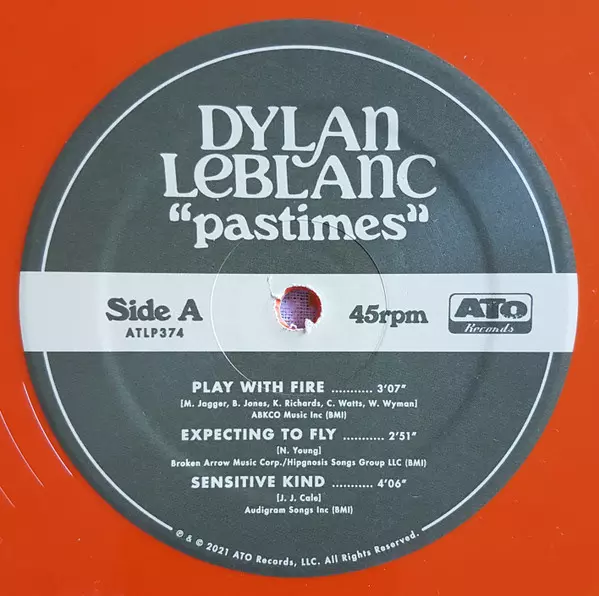 DYLAN
LEBLANC
“pastimes”
Side A
ATLP374
45rpm
ATO
Records
PLAY WITH FIRE ........... 3'07”
[M. Jagger, B. Jones, K. Richards, C. Watts, W. Wyman]
ABKCO Music Inc (BMI)
EXPECTING TO FLY ........... 2'51”
[N. Young]
Broken Arrow Music Corp./Hipgnosis Songs Group LLC (BMI)
SENSITIVE KIND ........... 4'06”
[J. J. Cale]
Audigram Songs Inc (BMI)
℗ & © 2021 ATO Records, LLC. All Rights Reserved.